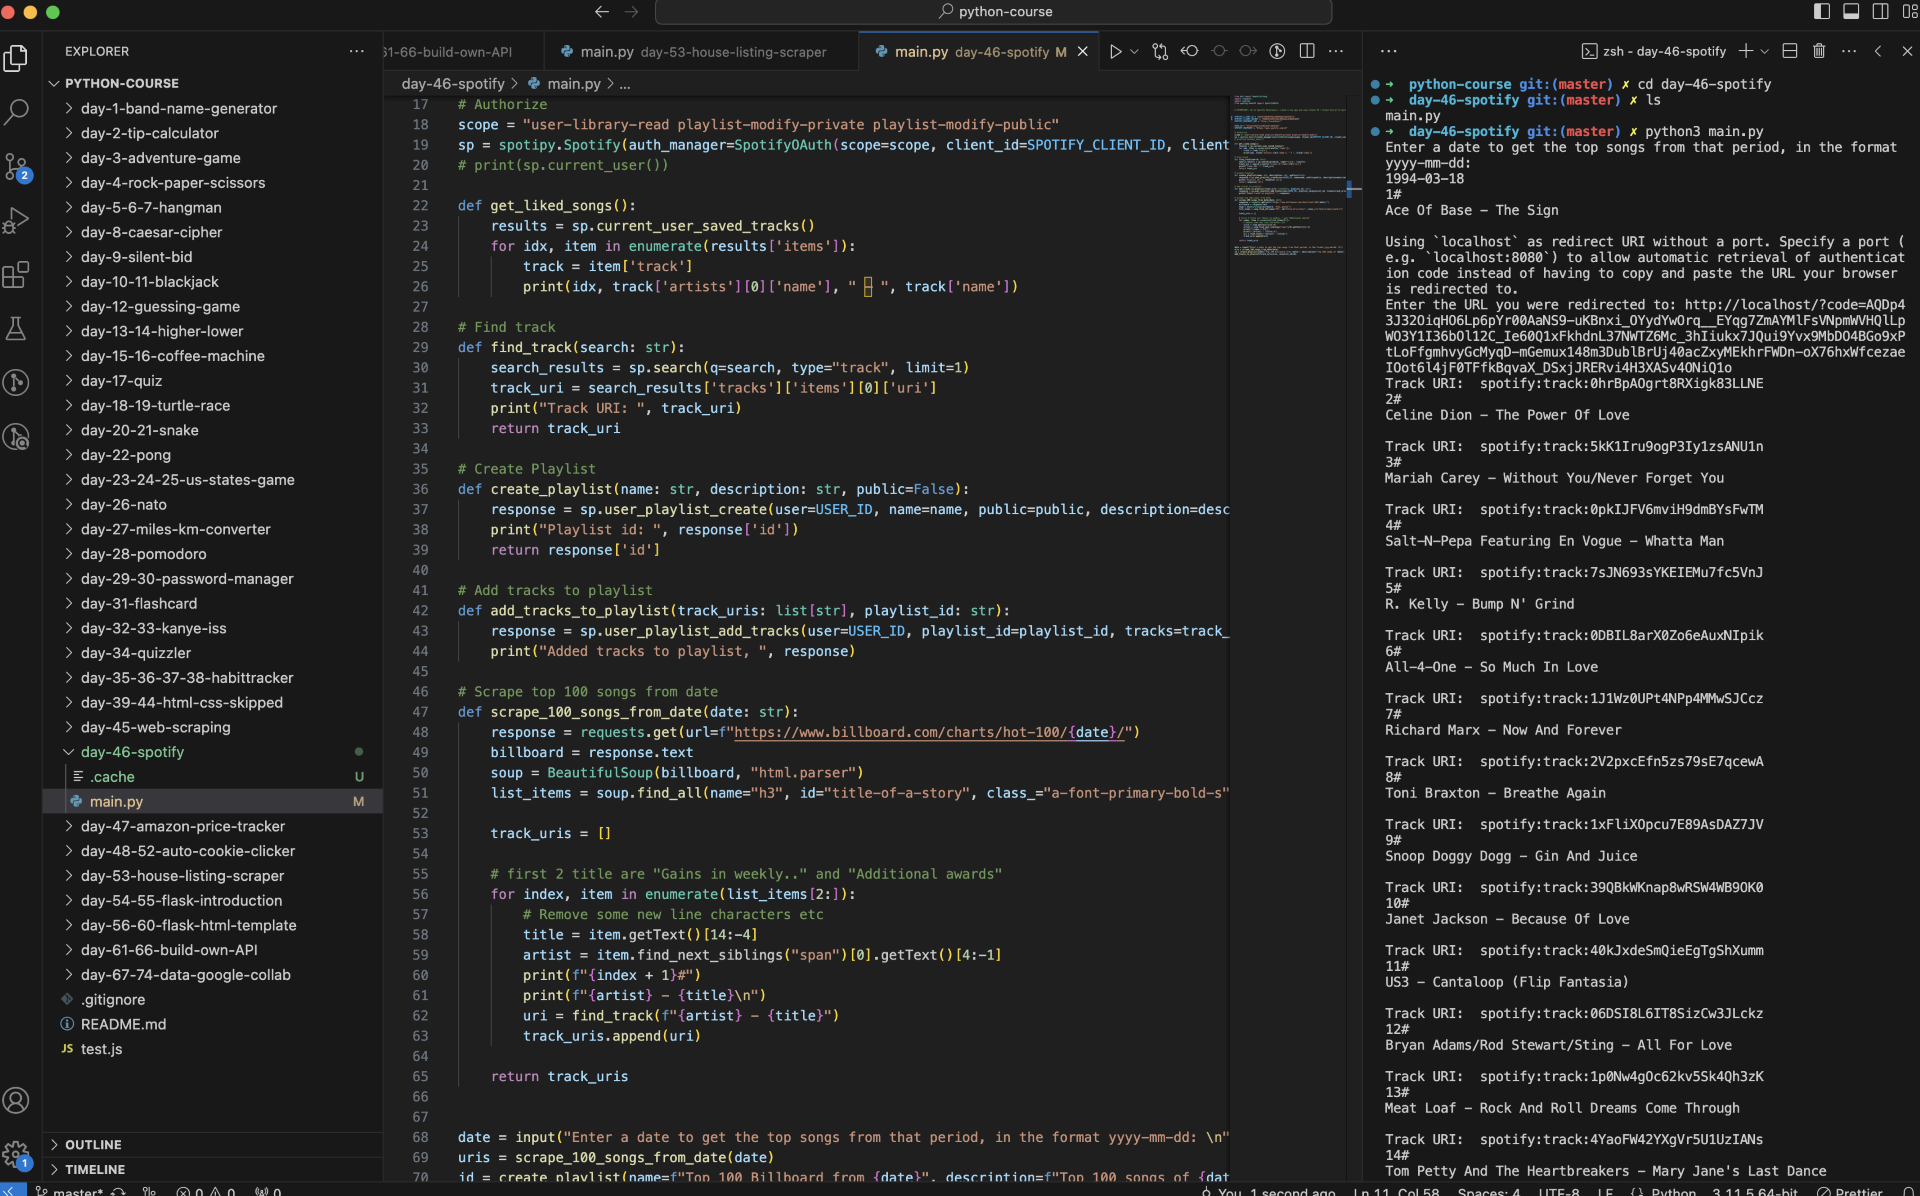 python-course
EXPLORER
PYTHON-COURSE
day-1-band-name-generator
day-2-tip-calculator
day-3-adventure-game
day-4-rock-paper-scissors
day-5-6-7-hangman
day-8-caesar-cipher
day-9-silent-bid
day-10-11-blackjack
day-12-guessing-game
day-13-14-higher-lower
day-15-16-coffee-machine
day-17-quiz
day-18-19-turtle-race
day-20-21-snake
day-22-pong
day-23-24-25-us-states-game
day-26-nato
day-27-miles-km-converter
day-28-pomodoro
day-29-30-password-manager
day-31-flashcard
day-32-33-kanye-iss
day-34-quizzler
day-35-36-37-38-habittracker
day-39-44-html-css-skipped
day-45-web-scraping
day-46-spotify
.cache U
main.py M
day-47-amazon-price-tracker
day-48-52-auto-cookie-clicker
day-53-house-listing-scraper
day-54-55-flask-introduction
day-56-60-flask-html-template
day-61-66-build-own-API
day-67-74-data-google-collab
.gitignore
README.md
JS test.js
OUTLINE
TIMELINE
2
1
61-66-build-own-API
main.py day-53-house-listing-scraper
main.py day-46-spotify M
day-46-spotify > main.py > ...
17 # Authorize
18 scope = "user-library-read playlist-modify-private playlist-modify-public"
19 sp = spotipy.Spotify(auth_manager=SpotifyOAuth(scope=scope, client_id=SPOTIFY_CLIENT_ID, client
20 # print(sp.current_user())
21
22 def get_liked_songs():
23 results = sp.current_user_saved_tracks()
24 for idx, item in enumerate(results['items']):
25 track = item['track']
26 print(idx, track['artists'][0]['name'], " – ", track['name'])
27
28 # Find track
29 def find_track(search: str):
30 search_results = sp.search(q=search, type="track", limit=1)
31 track_uri = search_results['tracks']['items'][0]['uri']
32 print("Track URI: ", track_uri)
33 return track_uri
34
35 # Create Playlist
36 def create_playlist(name: str, description: str, public=False):
37 response = sp.user_playlist_create(user=USER_ID, name=name, public=public, description=desc
38 print("Playlist id: ", response['id'])
39 return response['id']
40
41 # Add tracks to playlist
42 def add_tracks_to_playlist(track_uris: list[str], playlist_id: str):
43 response = sp.user_playlist_add_tracks(user=USER_ID, playlist_id=playlist_id, tracks=track_
44 print("Added tracks to playlist, ", response)
45
46 # Scrape top 100 songs from date
47 def scrape_100_songs_from_date(date: str):
48 response = requests.get(url=f"https://www.billboard.com/charts/hot-100/{date}/")
49 billboard = response.text
50 soup = BeautifulSoup(billboard, "html.parser")
51 list_items = soup.find_all(name="h3", id="title-of-a-story", class_="a-font-primary-bold-s"
52
53 track_uris = []
54
55 # first 2 title are "Gains in weekly.." and "Additional awards"
56 for index, item in enumerate(list_items[2:]):
57 # Remove some new line characters etc
58 title = item.getText()[14:-4]
59 artist = item.find_next_siblings("span")[0].getText()[4:-1]
60 print(f"{index + 1}#")
61 print(f"{artist} - {title}\n")
62 uri = find_track(f"{artist} - {title}")
63 track_uris.append(uri)
64
65 return track_uris
66
67
68 date = input("Enter a date to get the top songs from that period, in the format yyyy-mm-dd: \n"
69 uris = scrape_100_songs_from_date(date)
70 id = create_playlist(name=f"Top 100 Billboard from {date}", description=f"Top 100 songs of {dat
zsh - day-46-spotify
→ python-course git:(master) ✗ cd day-46-spotify
→ day-46-spotify git:(master) ✗ ls
main.py
→ day-46-spotify git:(master) ✗ python3 main.py
Enter a date to get the top songs from that period, in the format
yyyy-mm-dd:
1994-03-18
1#
Ace Of Base - The Sign
Using `localhost` as redirect URI without a port. Specify a port (
e.g. `localhost:8080`) to allow automatic retrieval of authenticat
ion code instead of having to copy and paste the URL your browser
is redirected to.
Enter the URL you were redirected to: http://localhost/?code=AQDp4
Track URI: spotify:track:0hrBpAOgrt8RXigk83LLNE
2#
Celine Dion - The Power Of Love
Track URI: spotify:track:5kK1Iru9ogP3Iy1zsANU1n
3#
Mariah Carey - Without You/Never Forget You
Track URI: spotify:track:0pkIJFV6mviH9dmBYsFwTM
4#
Salt-N-Pepa Featuring En Vogue - Whatta Man
Track URI: spotify:track:7sJN693sYKEIEMu7fc5VnJ
5#
R. Kelly - Bump N' Grind
Track URI: spotify:track:0DBIL8arX0Zo6eAuxNIpik
6#
All-4-One - So Much In Love
Track URI: spotify:track:1J1Wz0UPt4NPp4MMwSJCcz
7#
Richard Marx - Now And Forever
Track URI: spotify:track:2V2pxcEfn5zs79sE7qcewA
8#
Toni Braxton - Breathe Again
Track URI: spotify:track:1xFliXOpcu7E89AsDAZ7JV
9#
Snoop Doggy Dogg - Gin And Juice
Track URI: spotify:track:39QBkWKnap8wRSW4WB9OK0
10#
Janet Jackson - Because Of Love
Track URI: spotify:track:40kJxdeSmQieEgTgShXumm
11#
US3 - Cantaloop (Flip Fantasia)
Track URI: spotify:track:06DSI8L6IT8SizCw3JLckz
12#
Bryan Adams/Rod Stewart/Sting - All For Love
Track URI: spotify:track:1p0Nw4gOc62kv5Sk4Qh3zK
13#
Meat Loaf - Rock And Roll Dreams Come Through
Track URI: spotify:track:4YaoFW42YXgVr5U1UzIANs
14#
Tom Petty And The Heartbreakers - Mary Jane's Last Dance
master* 0 0 0
You, 1 second ago Ln 11, Col 58 Spaces: 4 UTF-8 LF {} Python 3.11.5 64-bit Prettier